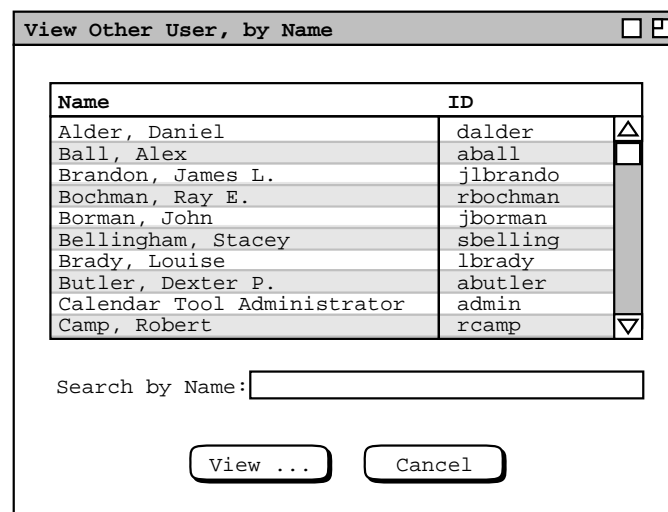 View Other User, by Name
Name ID
Alder, Daniel dalder
Ball, Alex aball
Brandon, James L. jlbrando
Bochman, Ray E. rbochman
Borman, John jborman
Bellingham, Stacey sbelling
Brady, Louise lbrady
Butler, Dexter P. abutler
Calendar Tool Administrator admin
Camp, Robert rcamp
Search by Name:
View ... Cancel